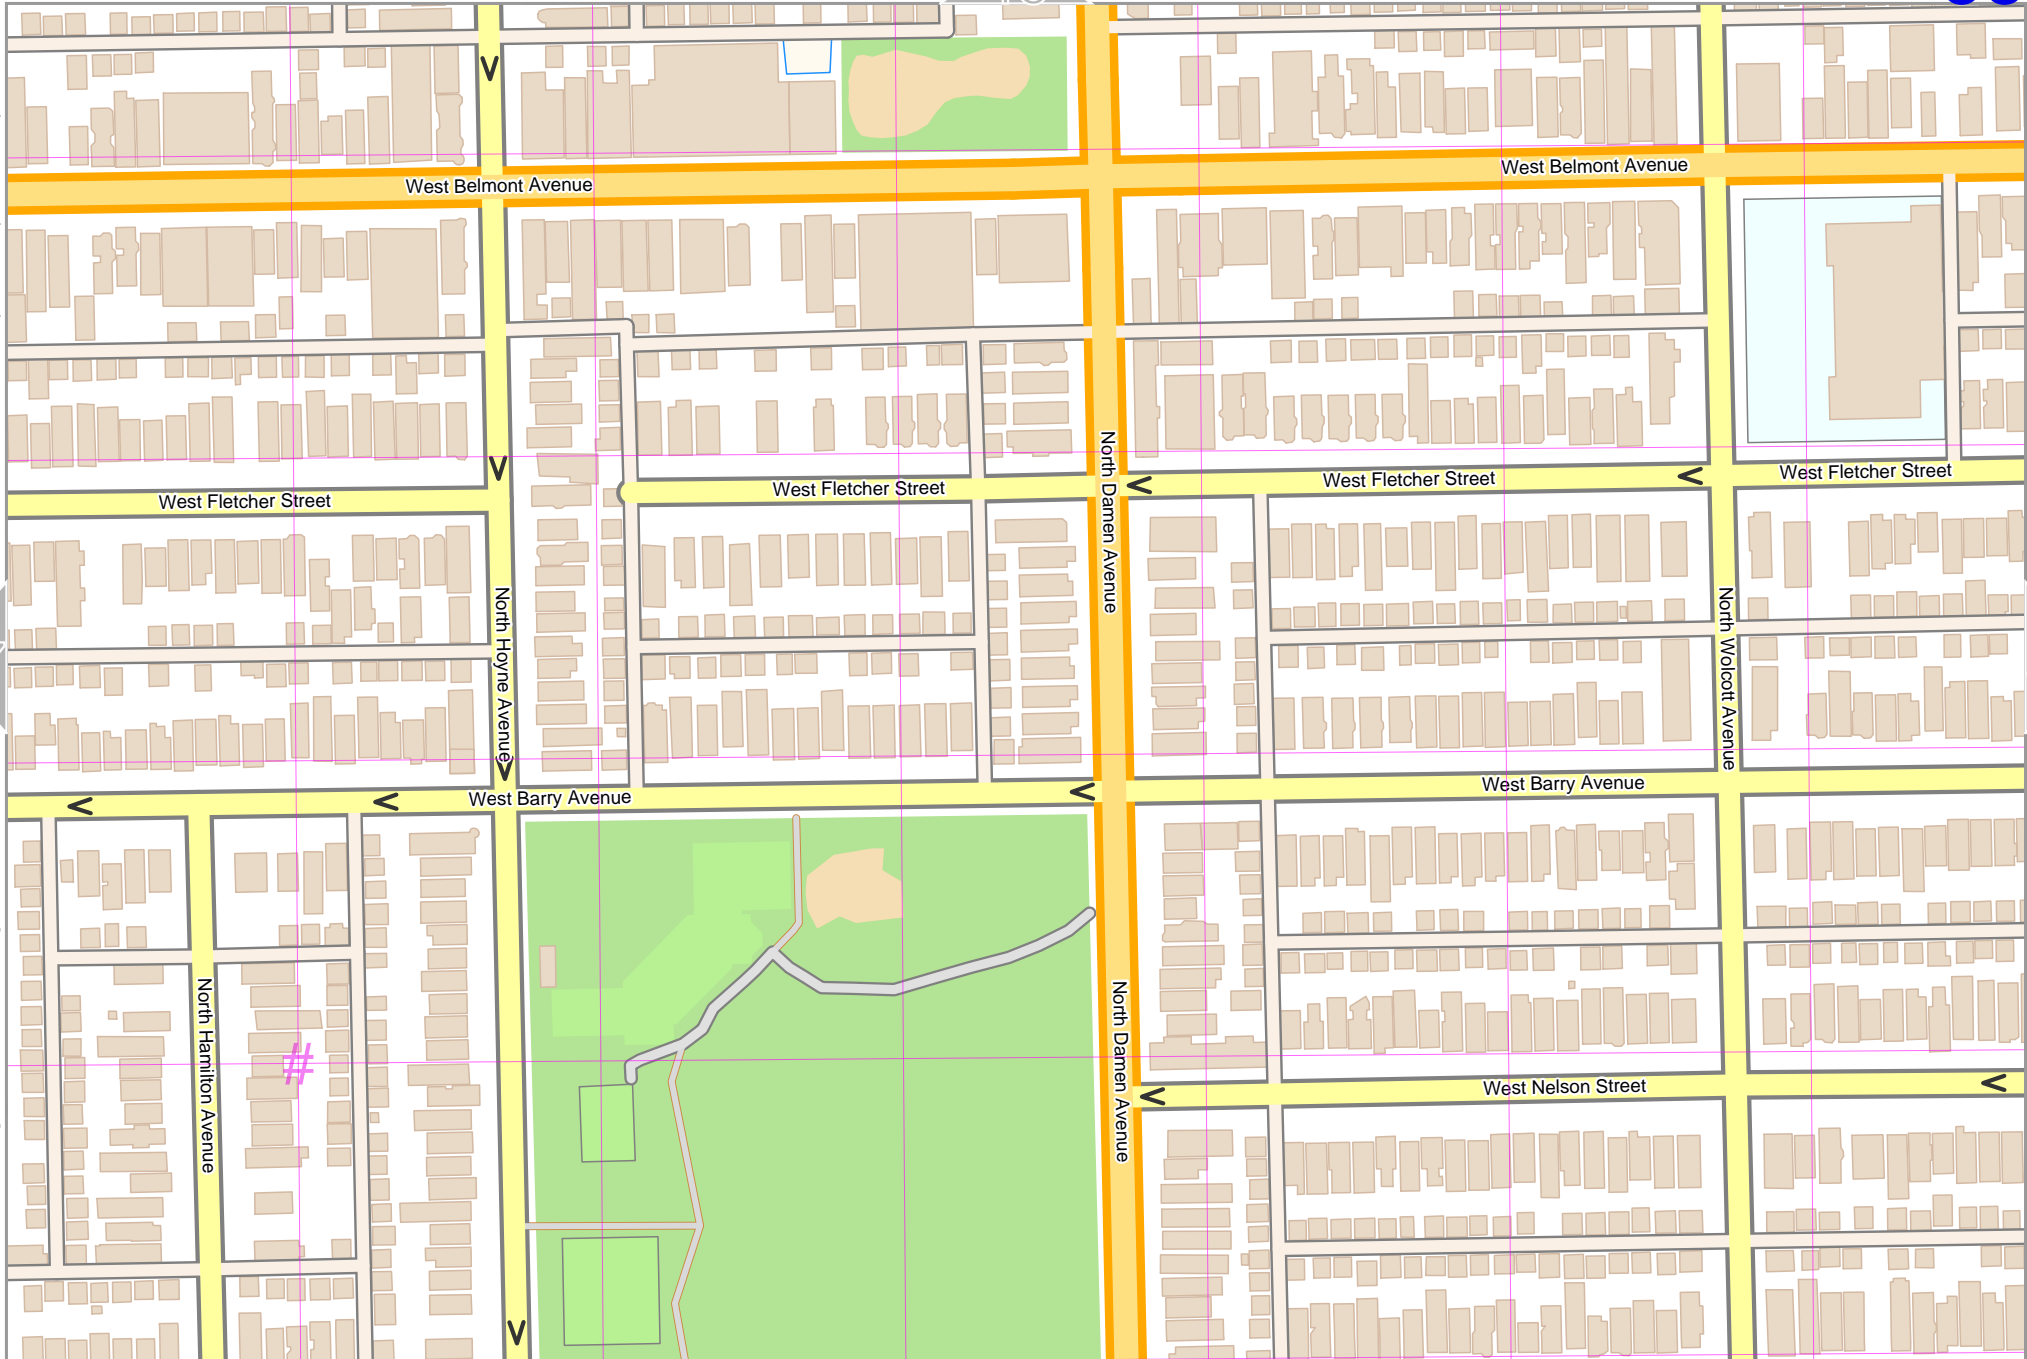 West Belmont Avenue
West Belmont Avenue
West Fletcher Street
West Fletcher Street
West Fletcher Street
West Fletcher Street
North Damen Avenue
North Hoyne Avenue
North Wolcott Avenue
West Barry Avenue
West Barry Avenue
North Hamilton Avenue
#
North Damen Avenue
West Nelson Street